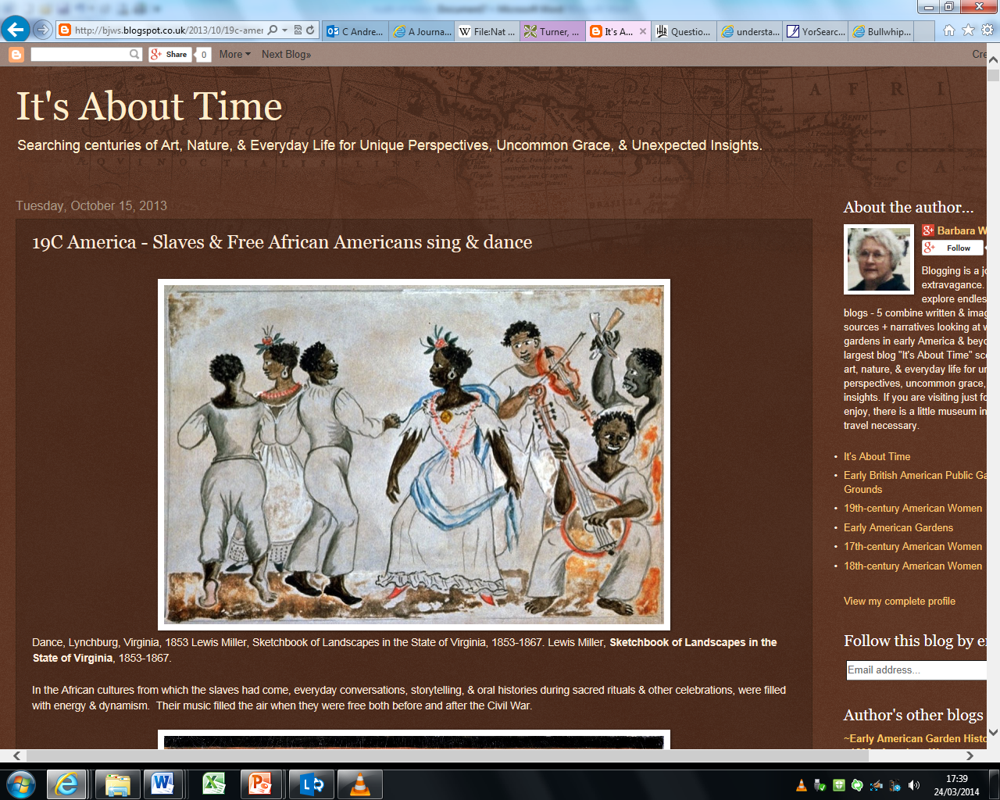 http://bjws.blogspot.co.uk/2013/10/19c-amer
C Andre...
A Journa...
File:Nat ...
Turner, ...
It's A...
Questio...
understa...
YorSearc...
Bullwhip...
Share
0
More
Next Blog»
Cre
It's About Time
Searching centuries of Art, Nature, & Everyday Life for Unique Perspectives, Uncommon Grace, & Unexpected Insights.
Tuesday, October 15, 2013
19C America - Slaves & Free African Americans sing & dance
Dance, Lynchburg, Virginia, 1853 Lewis Miller, Sketchbook of Landscapes in the State of Virginia, 1853-1867. Lewis Miller, Sketchbook of Landscapes in the
State of Virginia, 1853-1867.
In the African cultures from which the slaves had come, everyday conversations, storytelling, & oral histories during sacred rituals & other celebrations, were filled
with energy & dynamism.  Their music filled the air when they were free both before and after the Civil War.
About the author...
Barbara W
Follow
Blogging is a jo
extravagance.
explore endles
blogs - 5 combine written & imag
sources + narratives looking at w
gardens in early America & beyo
largest blog "It's About Time" sc
art, nature, & everyday life for u
perspectives, uncommon grace,
insights. If you are visiting just fo
enjoy, there is a little museum in
travel necessary.
It's About Time
Early British American Public Ga
Grounds
19th-century American Women
Early American Gardens
17th-century American Women
18th-century American Women
View my complete profile
Follow this blog by e
Email address...
Author's other blogs
~Early American Garden Histo
17:39
24/03/2014